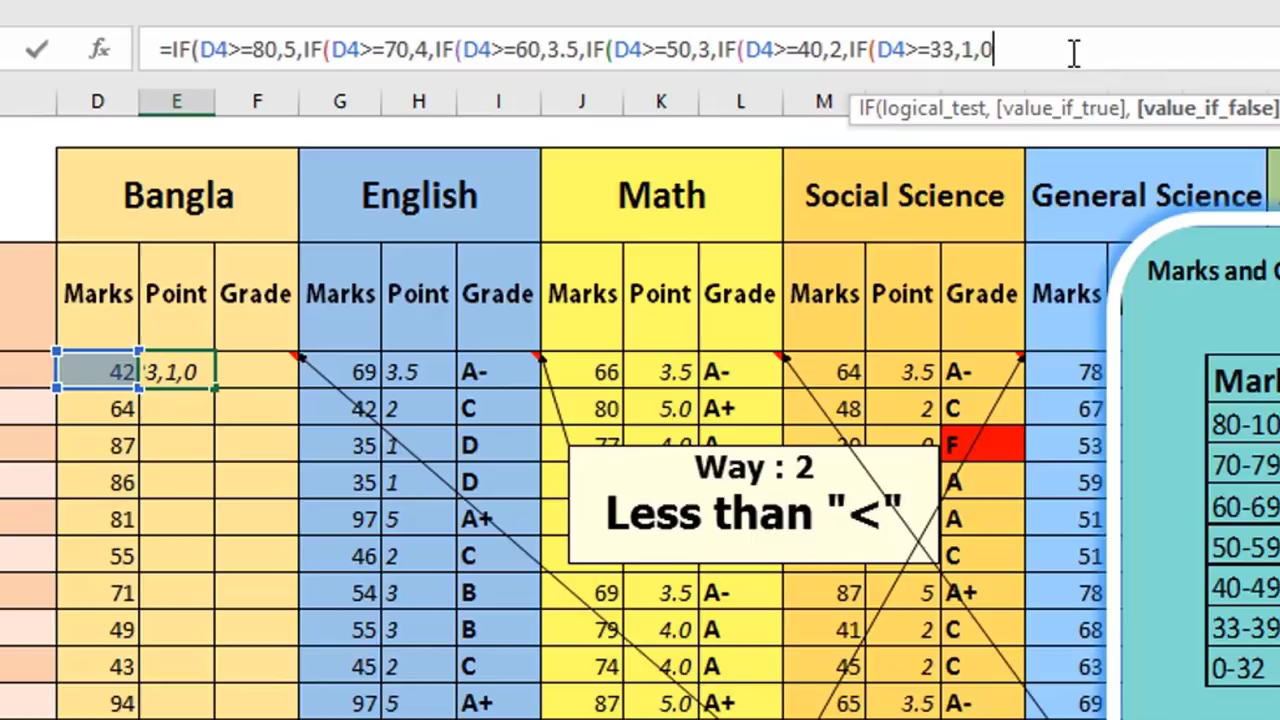 =IF(D4>=80,5,IF(D4>=70,4,IF(D4>=60,3.5,IF(D4>=50,3,IF(D4>=40,2,IF(D4>=33,1,0
fx
D E F G H I J K L M
IF(logical_test, [value_if_true], [value_if_false]
Bangla English Math Social Science General Science
Marks and
Marks Point Grade Marks Point Grade Marks Point Grade Marks Point Grade Marks
42 3,1,0 69 3.5 A- 66 3.5 A- 64 3.5 A- 78
64 42 2 C 80 5.0 A+ 48 2 C 67
87 35 1 D F 53
86 35 1 D A 59
81 97 5 A+ A 51
55 46 2 C C 51
71 54 3 B 69 3.5 A- 87 5 A+ 78
49 55 3 B 79 4.0 A 41 2 C 68
43 45 2 C 74 4.0 A 45 2 C 63
94 97 5 A+ 87 5.0 A+ 65 3.5 A- 69
Way : 2
Less than "<"
80-10
70-79
60-69
50-59
40-49
33-39
0-32